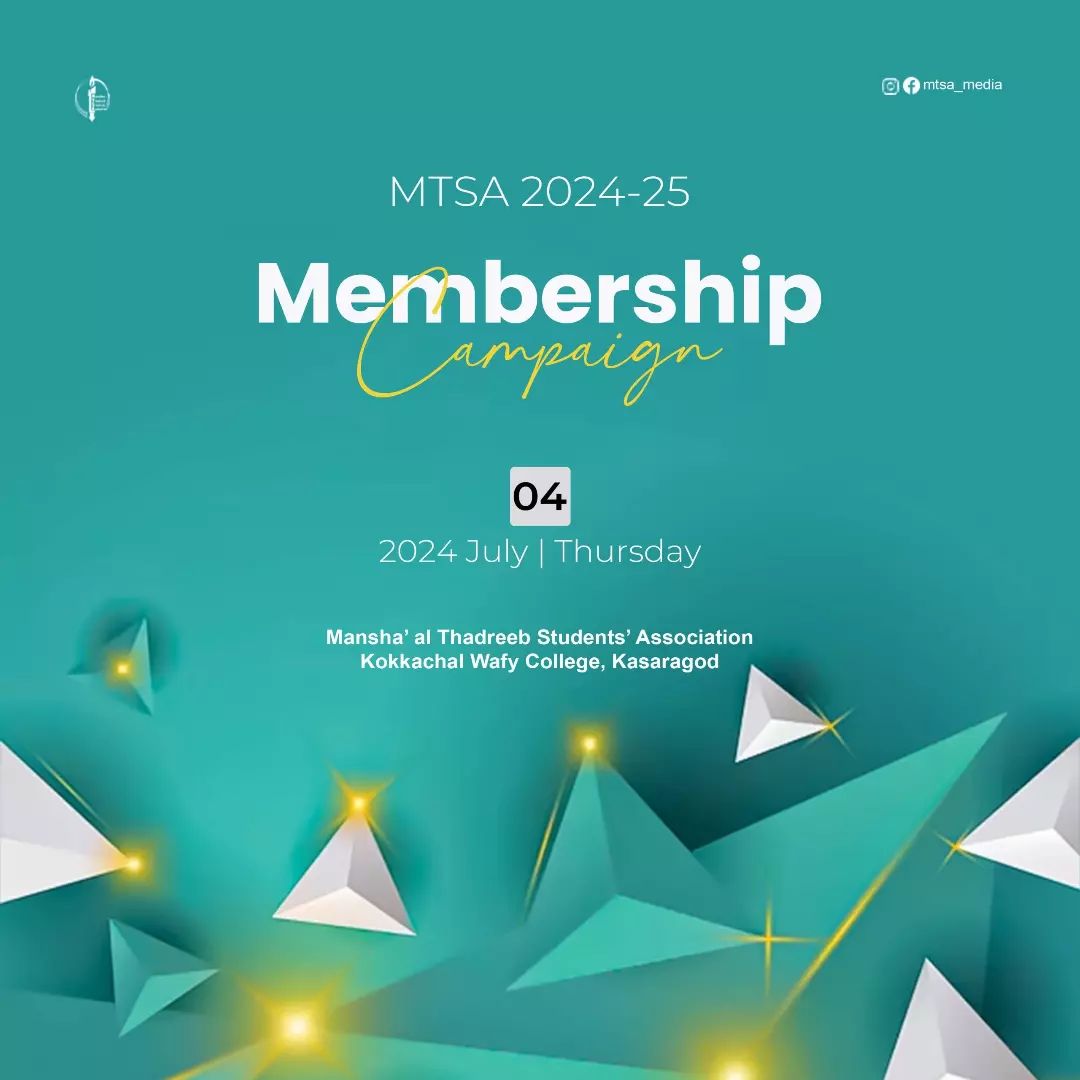 mtsa_media
MTSA 2024-25
Membership
Campaign
04
2024 July | Thursday
Mansha’ al Thadreeb Students’ Association
Kokkachal Wafy College, Kasaragod